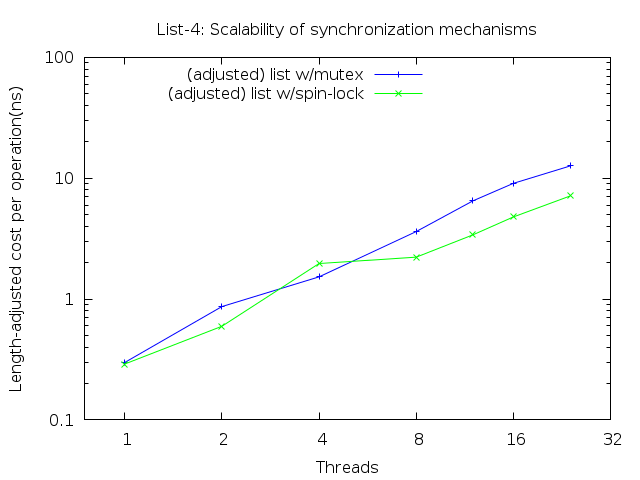 List-4: Scalability of synchronization mechanisms
100
(adjusted) list w/mutex
(adjusted) list w/spin-lock
10
1
0.1
Length-adjusted cost per operation(ns)
1 2 4 8 16 32
Threads